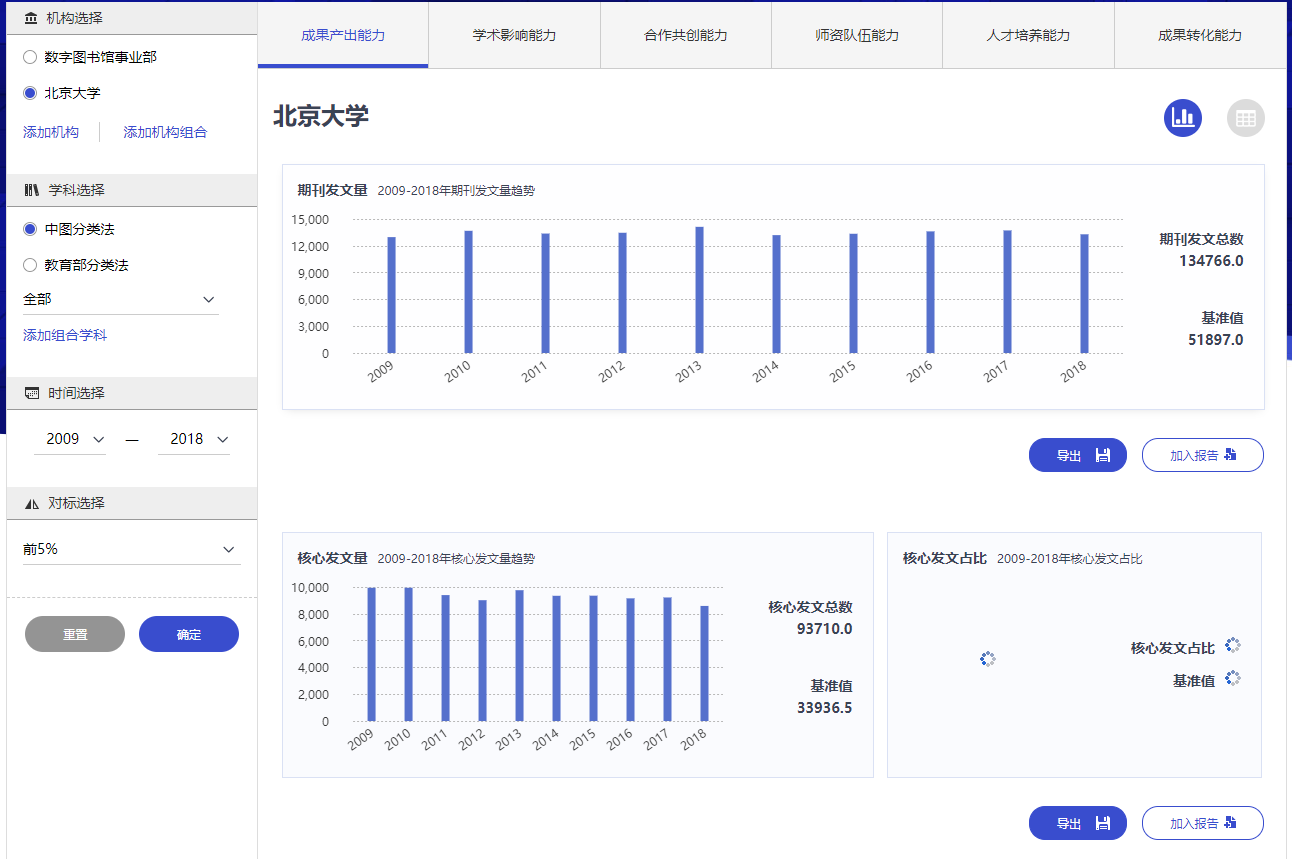 机构选择
数字图书馆事业部
北京大学
添加机构 添加机构组合
学科选择
中图分类法
教育部分类法
全部
添加组合学科
时间选择
2009 — 2018
对标选择
前5%
重置 确定
成果产出能力 学术影响能力 合作共创能力 师资队伍能力 人才培养能力 成果转化能力
北京大学
期刊发文量 2009-2018年期刊发文量趋势
15,000
12,000
9,000
6,000
3,000
0
2009 2010 2011 2012 2013 2014 2015 2016 2017 2018
期刊发文总数
134766.0
基准值
51897.0
导出 加入报告
核心发文量 2009-2018年核心发文量趋势
10,000
8,000
6,000
4,000
2,000
0
2009 2010 2011 2012 2013 2014 2015 2016 2017 2018
核心发文总数
93710.0
基准值
33936.5
核心发文占比 2009-2018年核心发文占比
核心发文占比
基准值
导出 加入报告